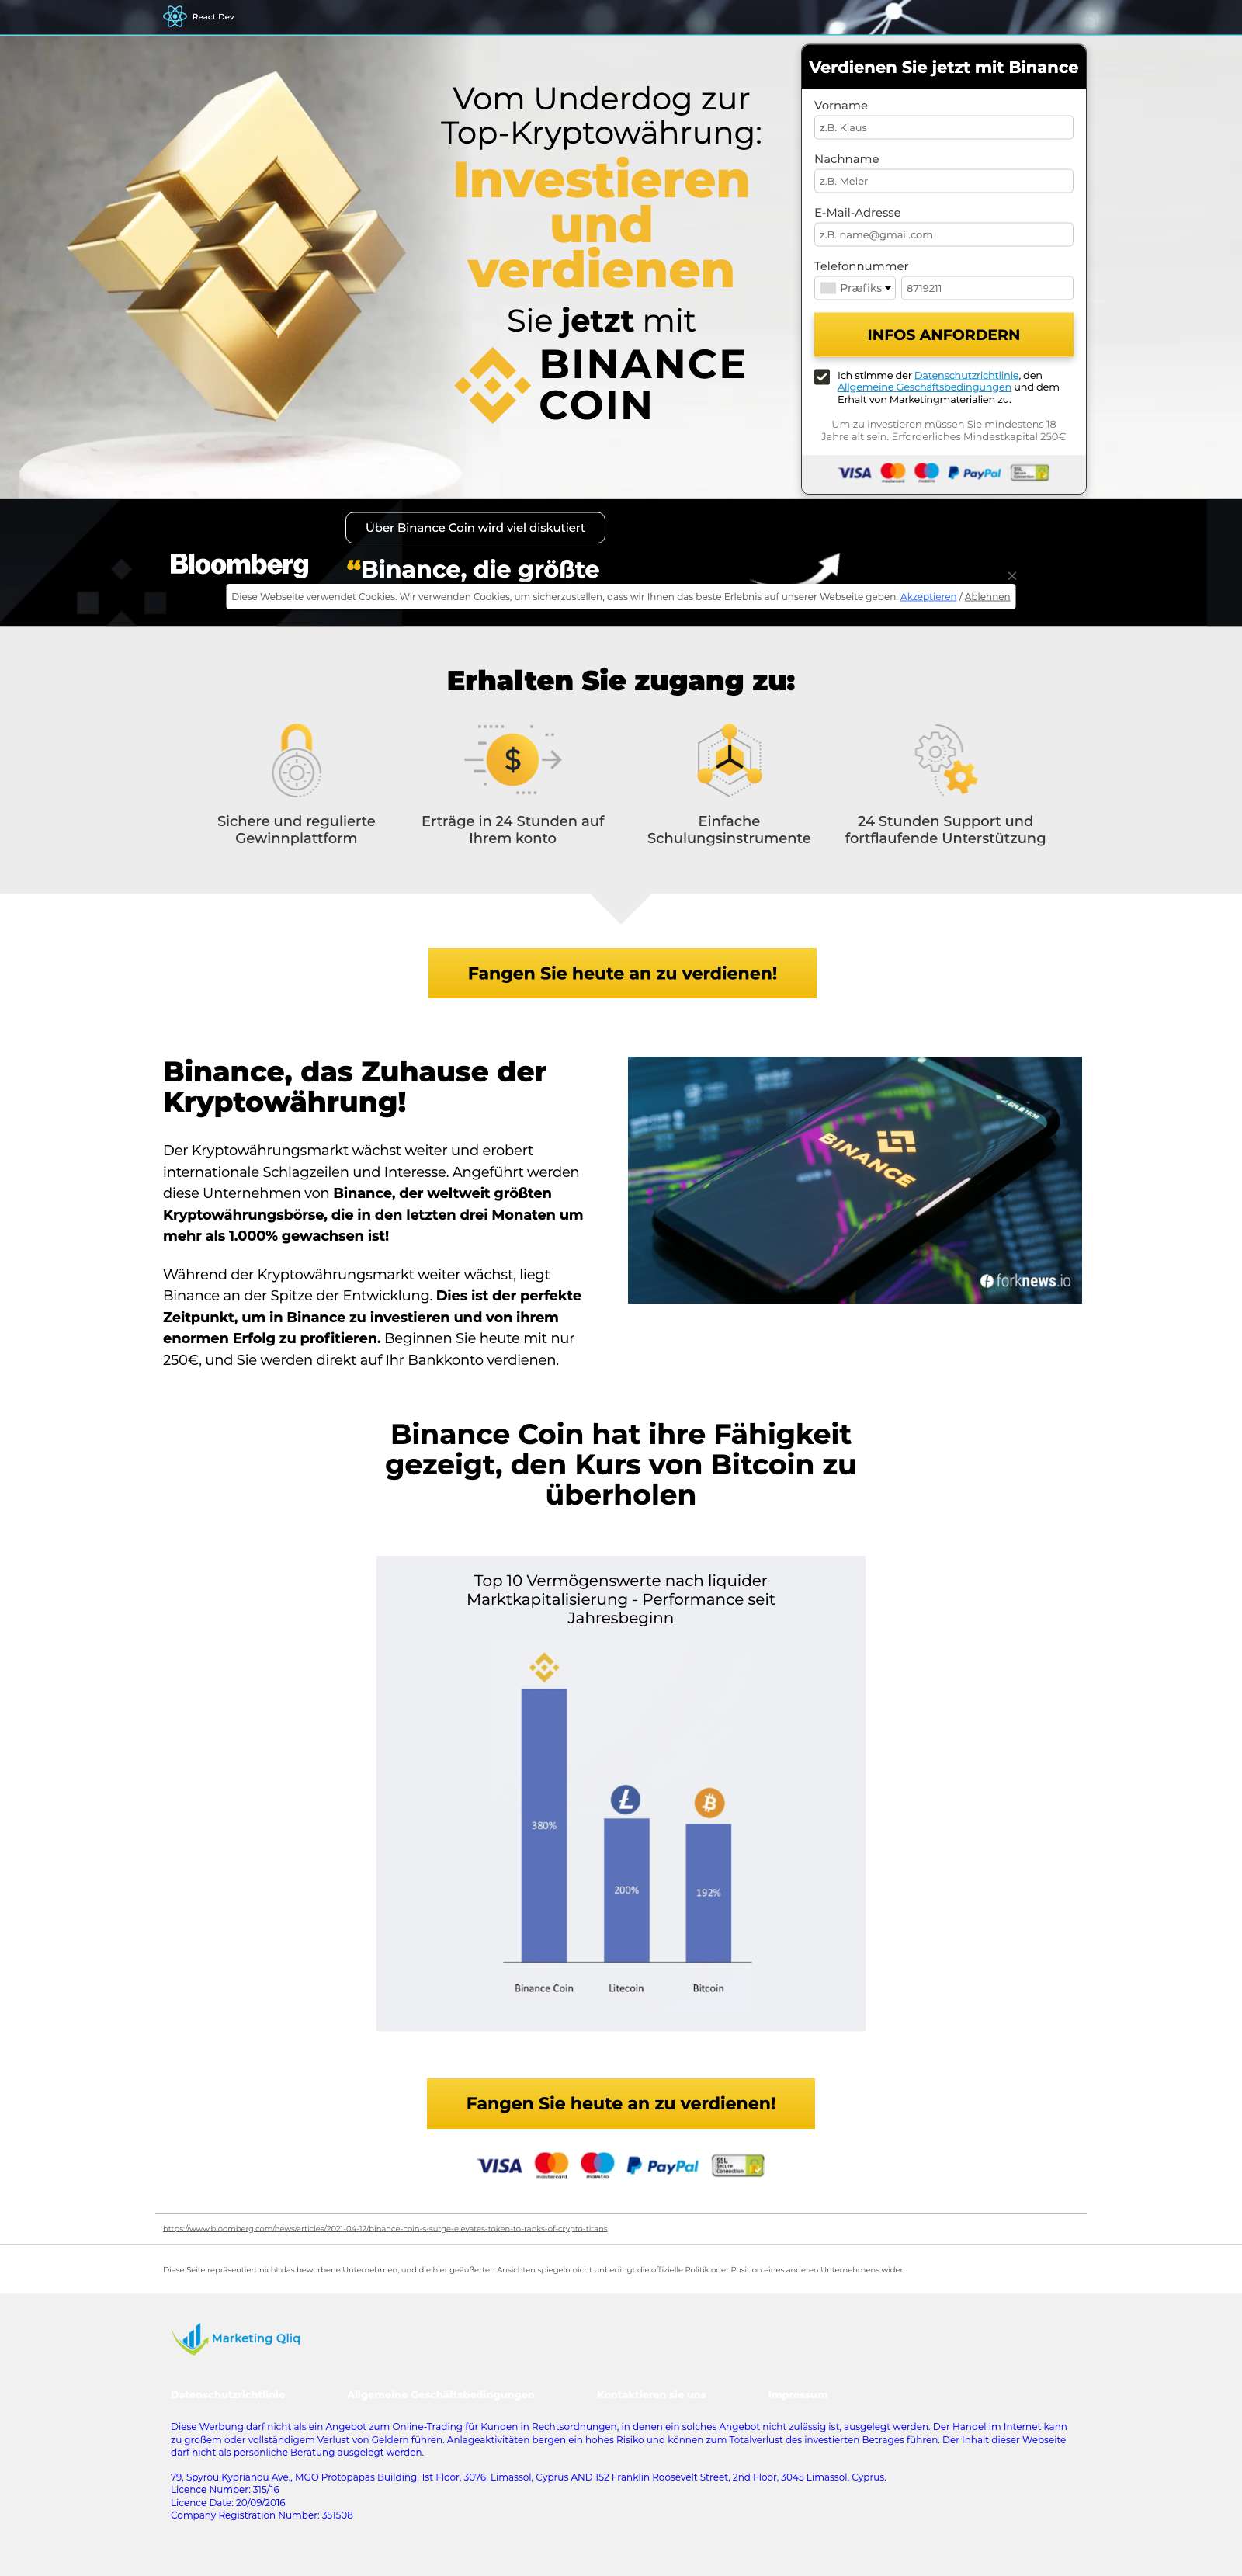 React Dev
Vom Underdog zur
Top-Kryptowährung:
Investieren
und
verdienen
Sie jetzt mit
BINANCE
COIN
Verdienen Sie jetzt mit Binance
Vorname
z.B. Klaus
Nachname
z.B. Meier
E-Mail-Adresse
z.B. name@gmail.com
Telefonnummer
Præfiks
8719211
INFOS ANFORDERN
Ich stimme der Datenschutzrichtlinie, den
Allgemeine Geschäftsbedingungen und dem
Erhalt von Marketingmaterialien zu.
Um zu investieren müssen Sie mindestens 18
Jahre alt sein. Erforderliches Mindestkapital 250€
VISA mastercard maestro PayPal SSL Secure Connection
Über Binance Coin wird viel diskutiert
Bloomberg
“Binance, die größte
Diese Webseite verwendet Cookies. Wir verwenden Cookies, um sicherzustellen, dass wir Ihnen das beste Erlebnis auf unserer Webseite geben. Akzeptieren / Ablehnen
Erhalten Sie zugang zu:
Sichere und regulierte
Gewinnplattform
Erträge in 24 Stunden auf
Ihrem konto
Einfache
Schulungsinstrumente
24 Stunden Support und
fortflaufende Unterstützung
Fangen Sie heute an zu verdienen!
Binance, das Zuhause der
Kryptowährung!
Der Kryptowährungsmarkt wächst weiter und erobert
internationale Schlagzeilen und Interesse. Angeführt werden
diese Unternehmen von Binance, der weltweit größten
Kryptowährungsbörse, die in den letzten drei Monaten um
mehr als 1.000% gewachsen ist!
Während der Kryptowährungsmarkt weiter wächst, liegt
Binance an der Spitze der Entwicklung. Dies ist der perfekte
Zeitpunkt, um in Binance zu investieren und von ihrem
enormen Erfolg zu profitieren. Beginnen Sie heute mit nur
250€, und Sie werden direkt auf Ihr Bankkonto verdienen.
BINANCE
forknews.io
Binance Coin hat ihre Fähigkeit
gezeigt, den Kurs von Bitcoin zu
überholen
Top 10 Vermögenswerte nach liquider
Marktkapitalisierung - Performance seit
Jahresbeginn
380%
200%
192%
Binance Coin Litecoin Bitcoin
Fangen Sie heute an zu verdienen!
VISA mastercard maestro PayPal SSL Secure Connection
https://www.bloomberg.com/news/articles/2021-04-12/binance-coin-s-surge-elevates-token-to-ranks-of-crypto-titans
Diese Seite repräsentiert nicht das beworbene Unternehmen, und die hier geäußerten Ansichten spiegeln nicht unbedingt die offizielle Politik oder Position eines anderen Unternehmens wider.
Marketing Qliq
Datenschutzrichtlinie Allgemeine Geschäftsbedingungen Kontaktieren sie uns Impressum
Diese Werbung darf nicht als ein Angebot zum Online-Trading für Kunden in Rechtsordnungen, in denen ein solches Angebot nicht zulässig ist, ausgelegt werden. Der Handel im Internet kann
zu großem oder vollständigem Verlust von Geldern führen. Anlageaktivitäten bergen ein hohes Risiko und können zum Totalverlust des investierten Betrages führen. Der Inhalt dieser Webseite
darf nicht als persönliche Beratung ausgelegt werden.
79, Spyrou Kyprianou Ave., MGO Protopapas Building, 1st Floor, 3076, Limassol, Cyprus AND 152 Franklin Roosevelt Street, 2nd Floor, 3045 Limassol, Cyprus.
Licence Number: 315/16
Licence Date: 20/09/2016
Company Registration Number: 351508